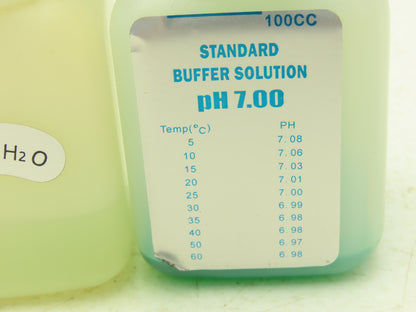 100CC
STANDARD
BUFFER SOLUTION
pH 7.00
Temp(°C) PH
5 7.08
10 7.06
15 7.03
20 7.01
25 7.00
30 6.99
35 6.98
40 6.98
50 6.97
60 6.98
H2O